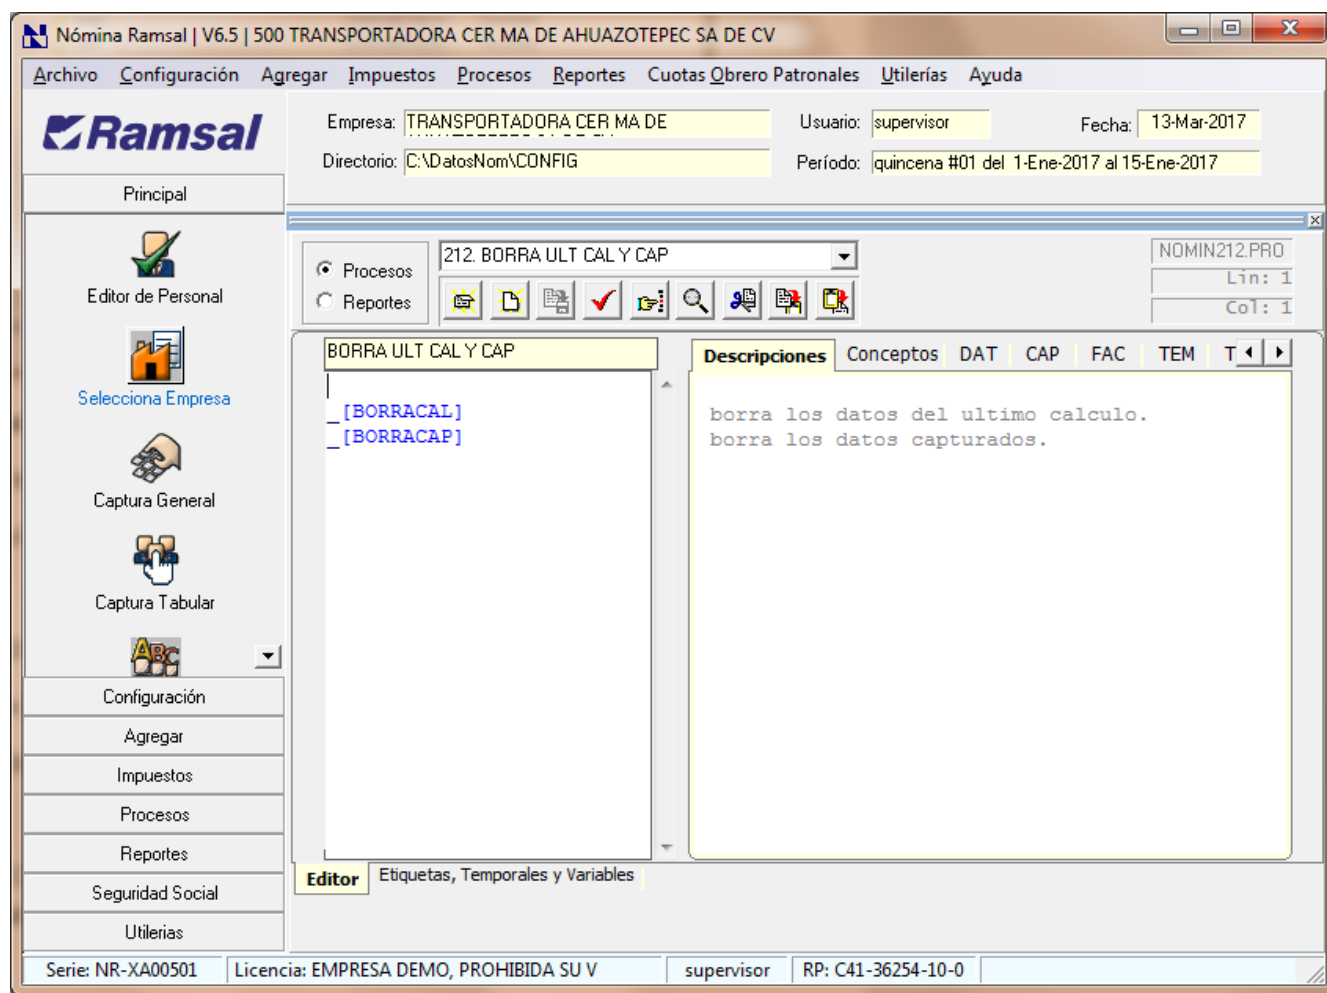 Nómina Ramsal | V6.5 | 500 TRANSPORTADORA CER MA DE AHUAZOTEPEC SA DE CV
Archivo Configuración Agregar Impuestos Procesos Reportes Cuotas Obrero Patronales Utilerías Ayuda
Ramsal
Empresa: TRANSPORTADORA CER MA DE
Usuario: supervisor
Fecha: 13-Mar-2017
Directorio: C:\DatosNom\CONFIG
Período: quincena #01 del 1-Ene-2017 al 15-Ene-2017
Principal
Editor de Personal
Selecciona Empresa
Captura General
Captura Tabular
ABC
Configuración
Agregar
Impuestos
Procesos
Reportes
Seguridad Social
Utilerias
Procesos
Reportes
212. BORRA ULT CAL Y CAP
NOMIN212.PRO
Lin: 1
Col: 1
BORRA ULT CAL Y CAP
_[BORRACAL]
_[BORRACAP]
Descripciones Conceptos DAT CAP FAC TEM T
borra los datos del ultimo calculo.
borra los datos capturados.
Editor Etiquetas, Temporales y Variables
Serie: NR-XA00501 Licencia: EMPRESA DEMO, PROHIBIDA SU V supervisor RP: C41-36254-10-0